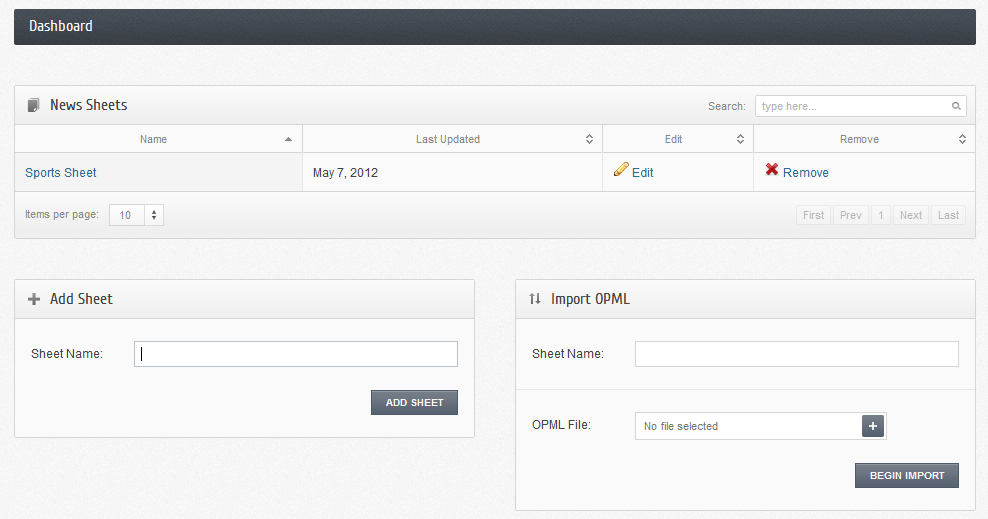 Dashboard
News Sheets
Search: type here...
Name Last Updated Edit Remove
Sports Sheet May 7, 2012 Edit Remove
Items per page: 10 First Prev 1 Next Last
Add Sheet
Sheet Name:
ADD SHEET
Import OPML
Sheet Name:
OPML File: No file selected +
BEGIN IMPORT